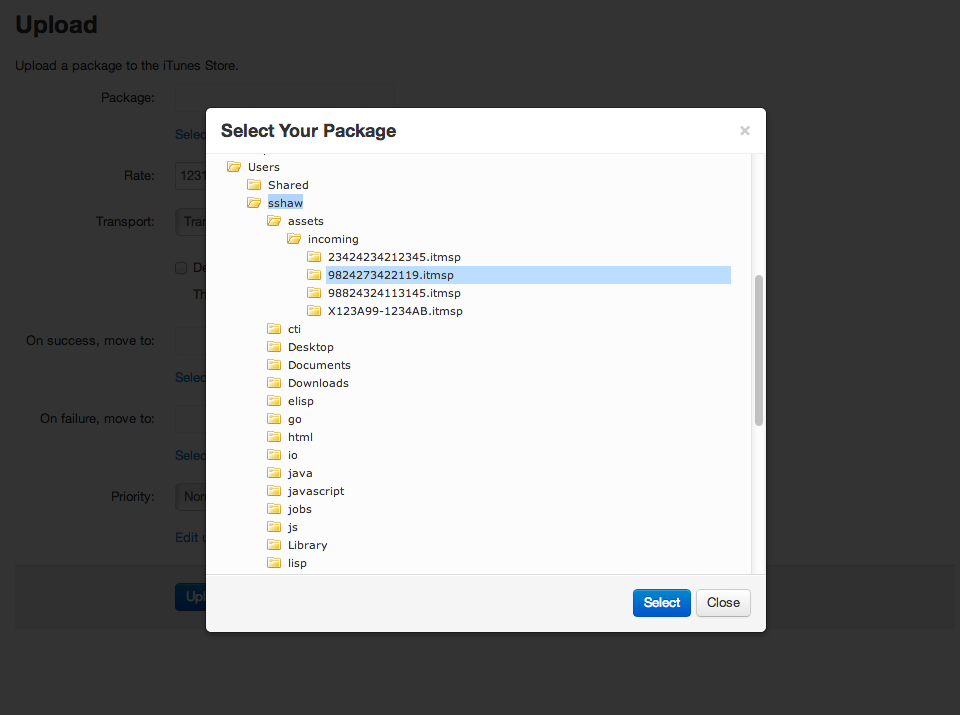 Upload
Upload a package to the iTunes Store.
Package:
Select Your Package
×
Selec
Users
Rate:
1231
Shared
sshaw
Transport:
Tran
assets
incoming
23424234212345.itmsp
De
9824273422119.itmsp
Th
98824324113145.itmsp
X123A99-1234AB.itmsp
cti
On success, move to:
Desktop
Documents
Selec
Downloads
elisp
On failure, move to:
go
html
Selec
io
java
Priority:
Nor
javascript
jobs
js
Edit
Library
lisp
Upl
Select
Close